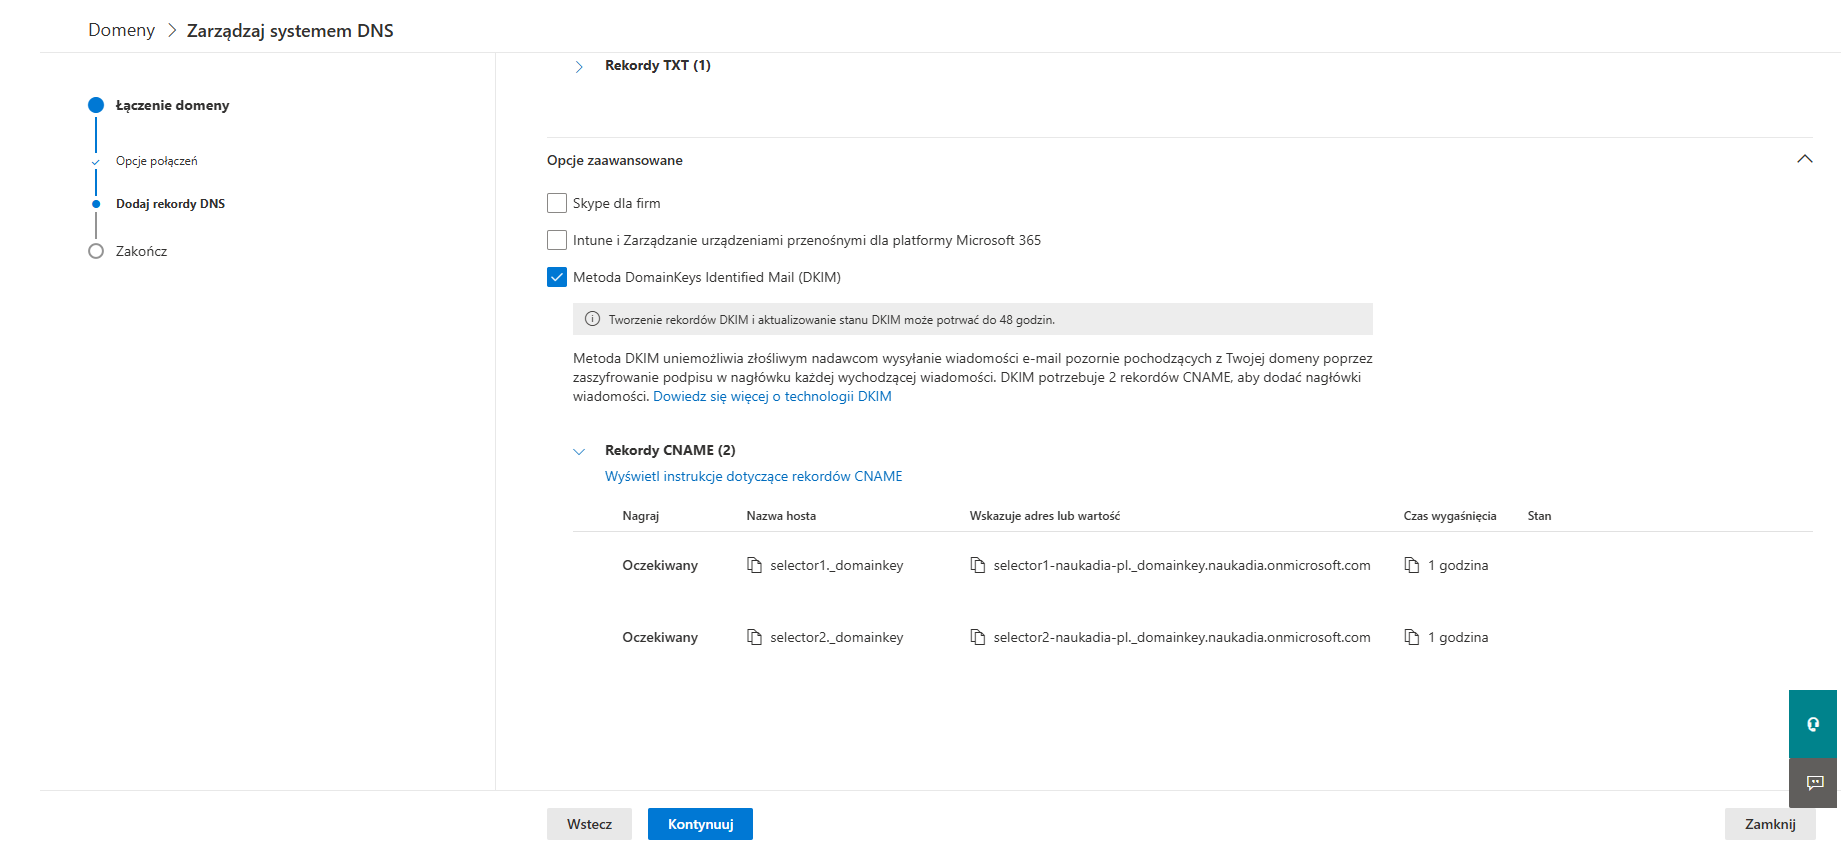 Domeny > Zarządzaj systemem DNS
Łączenie domeny
Opcje połączeń
Dodaj rekordy DNS
Zakończ
Rekordy TXT (1)
Opcje zaawansowane
Skype dla firm
Intune i Zarządzanie urządzeniami przenośnymi dla platformy Microsoft 365
Metoda DomainKeys Identified Mail (DKIM)
Tworzenie rekordów DKIM i aktualizowanie stanu DKIM może potrwać do 48 godzin.
Metoda DKIM uniemożliwia złośliwym nadawcom wysyłanie wiadomości e-mail pozornie pochodzących z Twojej domeny poprzez
zaszyfrowanie podpisu w nagłówku każdej wychodzącej wiadomości. DKIM potrzebuje 2 rekordów CNAME, aby dodać nagłówki
wiadomości. Dowiedz się więcej o technologii DKIM
Rekordy CNAME (2)
Wyświetl instrukcje dotyczące rekordów CNAME
Nagraj Nazwa hosta Wskazuje adres lub wartość Czas wygaśnięcia Stan
Oczekiwany selector1._domainkey selector1-naukadia-pl._domainkey.naukadia.onmicrosoft.com 1 godzina
Oczekiwany selector2._domainkey selector2-naukadia-pl._domainkey.naukadia.onmicrosoft.com 1 godzina
Wstecz Kontynuuj Zamknij